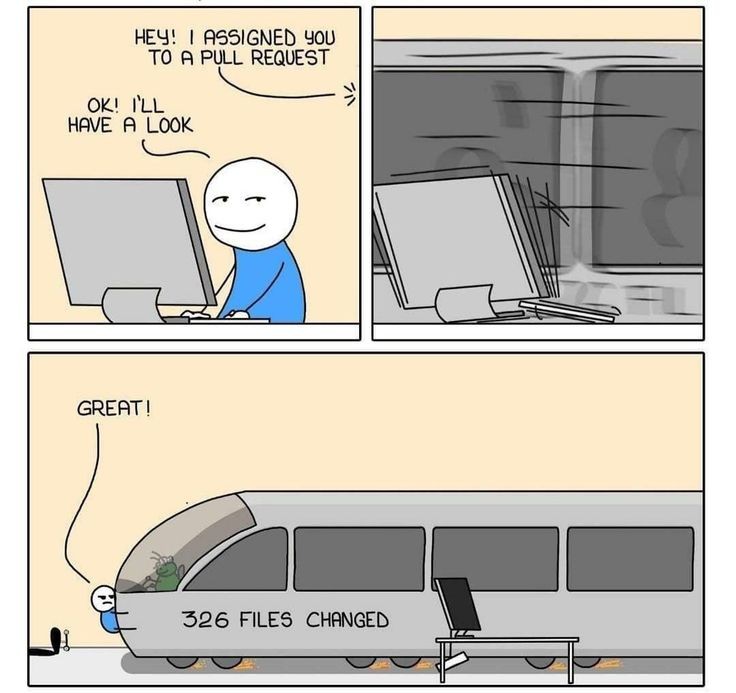 HEY! I ASSIGNED YOU
TO A PULL REQUEST
OK! I'LL
HAVE A LOOK
GREAT!
326 FILES CHANGED